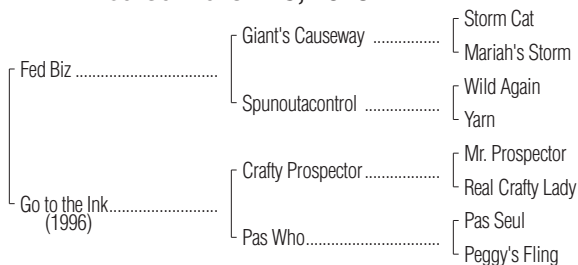 Giant's Causeway ................. Storm Cat
Mariah's Storm
Fed Biz ................................
Spunoutacontrol ................ Wild Again
Yarn
Crafty Prospector ................ Mr. Prospector
Real Crafty Lady
Go to the Ink........................
(1996)
Pas Who............................. Pas Seul
Peggy's Fling